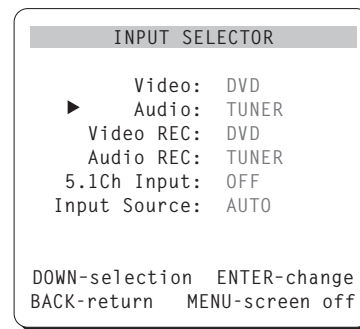 INPUT SELECTOR
Video: DVD
Audio: TUNER
Video REC: DVD
Audio REC: TUNER
5.1Ch Input: OFF
Input Source: AUTO
DOWN-selection ENTER-change
BACK-return MENU-screen off